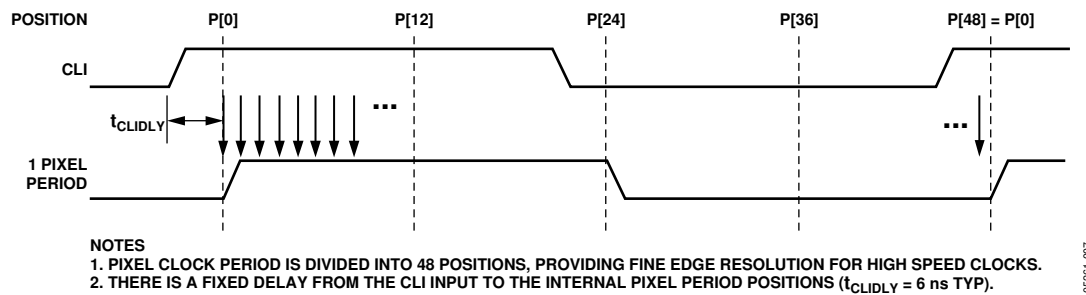 POSITION P[0] P[12] P[24] P[36] P[48] = P[0]
CLI
tCLIDLY
...
...
1 PIXEL
PERIOD
NOTES
1. PIXEL CLOCK PERIOD IS DIVIDED INTO 48 POSITIONS, PROVIDING FINE EDGE RESOLUTION FOR HIGH SPEED CLOCKS.
2. THERE IS A FIXED DELAY FROM THE CLI INPUT TO THE INTERNAL PIXEL PERIOD POSITIONS (tCLIDLY = 6 ns TYP).